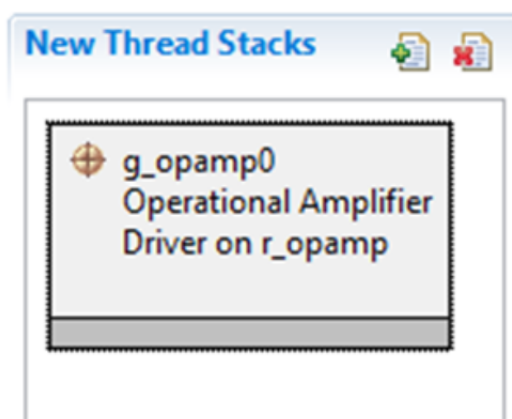 New Thread Stacks
g_opamp0
Operational Amplifier
Driver on r_opamp